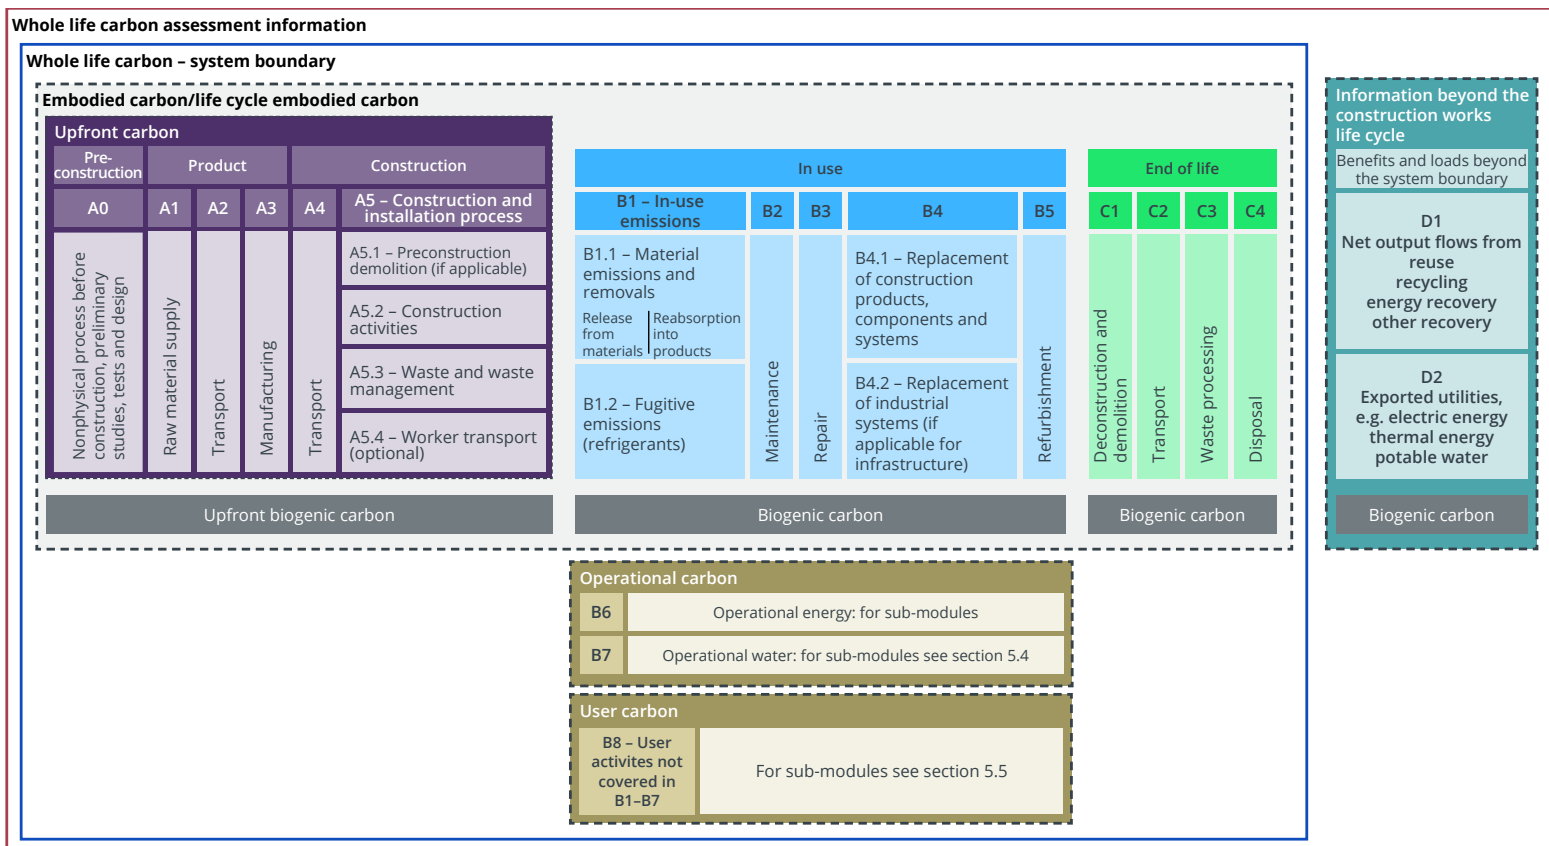 Whole life carbon assessment information
Whole life carbon – system boundary
Embodied carbon/life cycle embodied carbon
Upfront carbon
Pre-
construction
Product
Construction
A0
A1
A2
A3
A4
A5 – Construction and
installation process
Nonphysical process before
construction, preliminary
studies, tests and design
Raw material supply
Transport
Manufacturing
Transport
A5.1 – Preconstruction
demolition (if applicable)
A5.2 – Construction
activities
A5.3 – Waste and waste
management
A5.4 – Worker transport
(optional)
Upfront biogenic carbon
In use
B1 – In-use
emissions
B2
B3
B4
B5
B1.1 – Material
emissions and
removals
Release
from
materials
Reabsorption
into
products
B1.2 – Fugitive
emissions
(refrigerants)
Maintenance
Repair
B4.1 – Replacement
of construction
products,
components and
systems
B4.2 – Replacement
of industrial
systems (if
applicable for
infrastructure)
Refurbishment
Biogenic carbon
End of life
C1
C2
C3
C4
Deconstruction and
demolition
Transport
Waste processing
Disposal
Biogenic carbon
Information beyond the
construction works
life cycle
Benefits and loads beyond
the system boundary
D1
Net output flows from
reuse
recycling
energy recovery
other recovery
D2
Exported utilities,
e.g. electric energy
thermal energy
potable water
Biogenic carbon
Operational carbon
B6
Operational energy: for sub-modules
B7
Operational water: for sub-modules see section 5.4
User carbon
B8 – User
activites not
covered in
B1–B7
For sub-modules see section 5.5